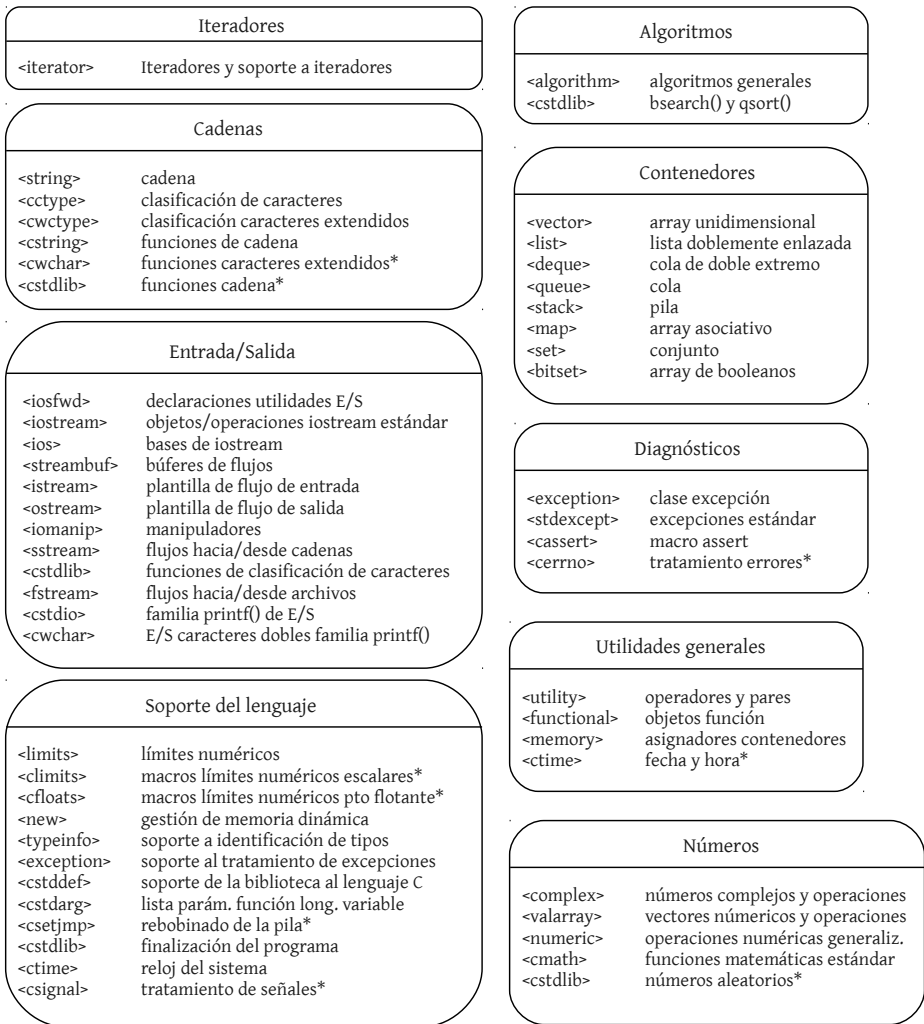 Iteradores
<iterator> Iteradores y soporte a iteradores
Cadenas
<string> cadena
<cctype> clasificación de caracteres
<cwctype> clasificación caracteres extendidos
<cstring> funciones de cadena
<cwchar> funciones caracteres extendidos*
<cstdlib> funciones cadena*
Entrada/Salida
<iosfwd> declaraciones utilidades E/S
<iostream> objetos/operaciones iostream estándar
<ios> bases de iostream
<streambuf> búferes de flujos
<istream> plantilla de flujo de entrada
<ostream> plantilla de flujo de salida
<iomanip> manipuladores
<sstream> flujos hacia/desde cadenas
<cstdlib> funciones de clasificación de caracteres
<fstream> flujos hacia/desde archivos
<cstdio> familia printf() de E/S
<cwchar> E/S caracteres dobles familia printf()
Soporte del lenguaje
<limits> límites numéricos
<climits> macros límites numéricos escalares*
<cfloats> macros límites numéricos pto flotante*
<new> gestión de memoria dinámica
<typeinfo> soporte a identificación de tipos
<exception> soporte al tratamiento de excepciones
<cstddef> soporte de la biblioteca al lenguaje C
<cstdarg> lista parám. función long. variable
<csetjmp> rebobinado de la pila*
<cstdlib> finalización del programa
<ctime> reloj del sistema
<csignal> tratamiento de señales*
Algoritmos
<algorithm> algoritmos generales
<cstdlib> bsearch() y qsort()
Contenedores
<vector> array unidimensional
<list> lista doblemente enlazada
<deque> cola de doble extremo
<queue> cola
<stack> pila
<map> array asociativo
<set> conjunto
<bitset> array de booleanos
Diagnósticos
<exception> clase excepción
<stdexcept> excepciones estándar
<cassert> macro assert
<cerrno> tratamiento errores*
Utilidades generales
<utility> operadores y pares
<functional> objetos función
<memory> asignadores contenedores
<ctime> fecha y hora*
Números
<complex> números complejos y operaciones
<valarray> vectores númericos y operaciones
<numeric> operaciones numéricas generaliz.
<cmath> funciones matemáticas estándar
<cstdlib> números aleatorios*